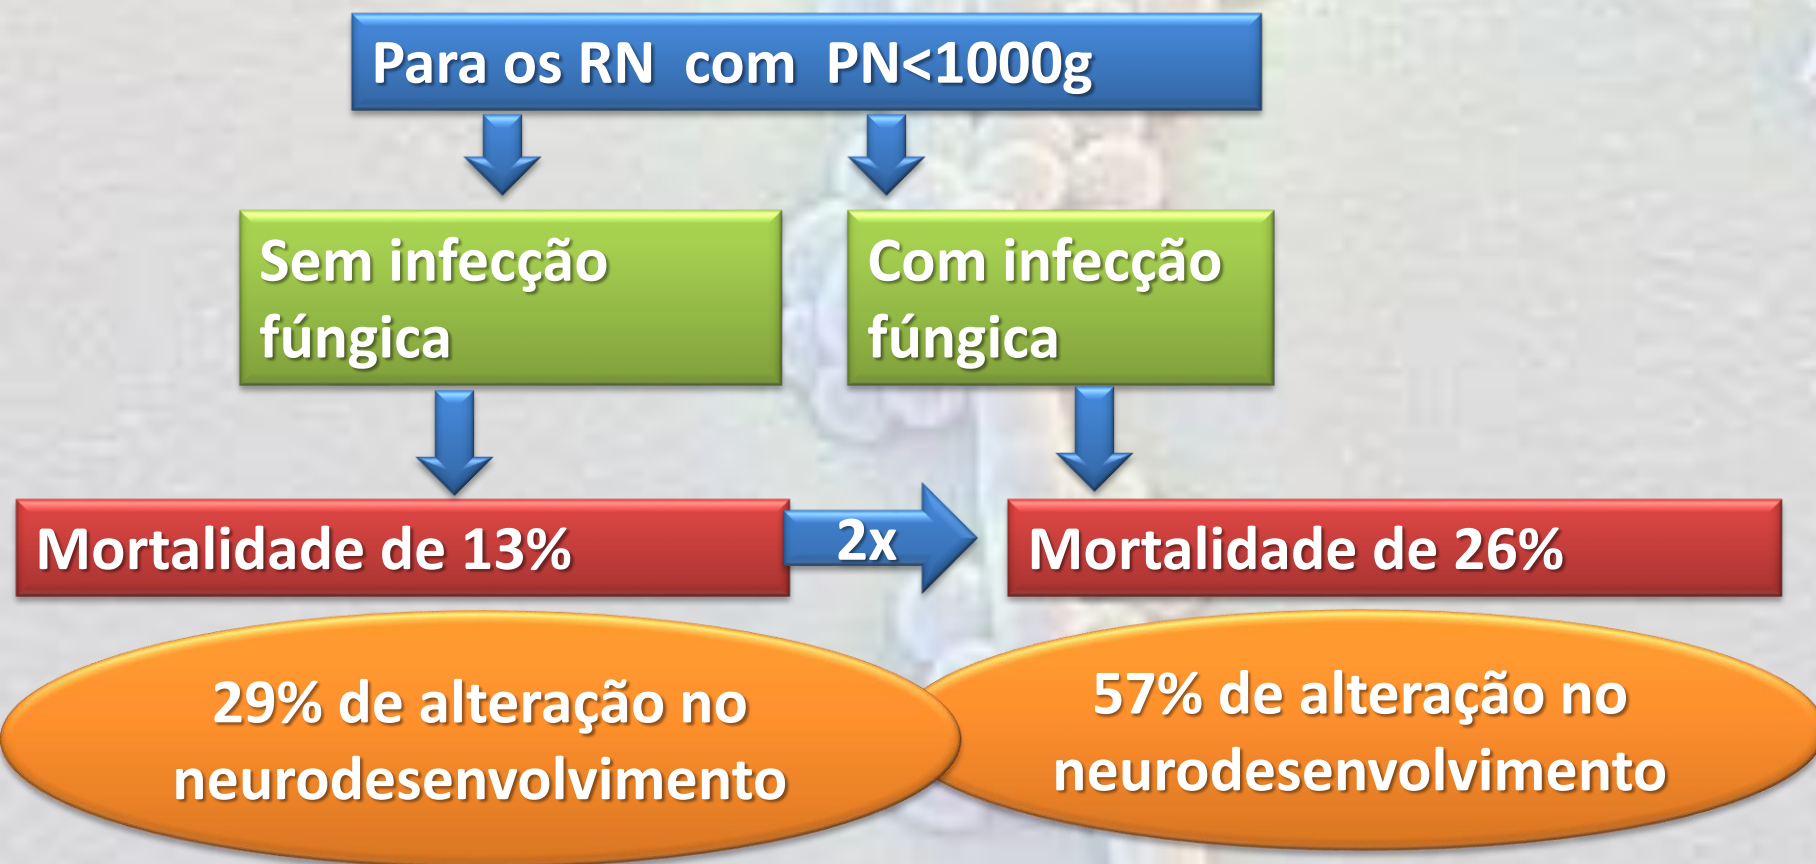 Para os RN com PN<1000g
Sem infecção
fúngica
Com infecção
fúngica
Mortalidade de 13%
2x
Mortalidade de 26%
29% de alteração no
neurodesenvolvimento
57% de alteração no
neurodesenvolvimento